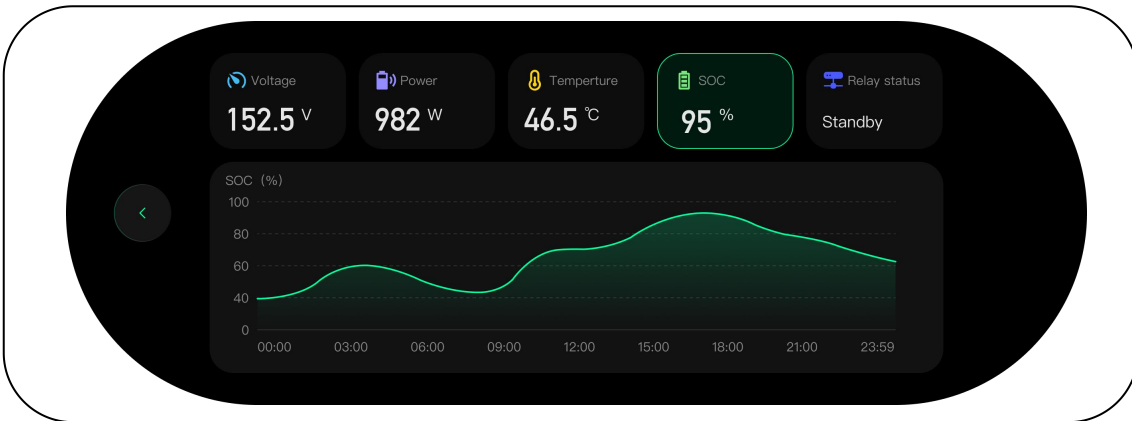 Voltage
152.5 V
Power
982 W
Temperture
46.5 ℃
SOC
95 %
Relay status
Standby
SOC (%)
100
80
60
40
0
00:00 03:00 06:00 09:00 12:00 15:00 18:00 21:00 23:59